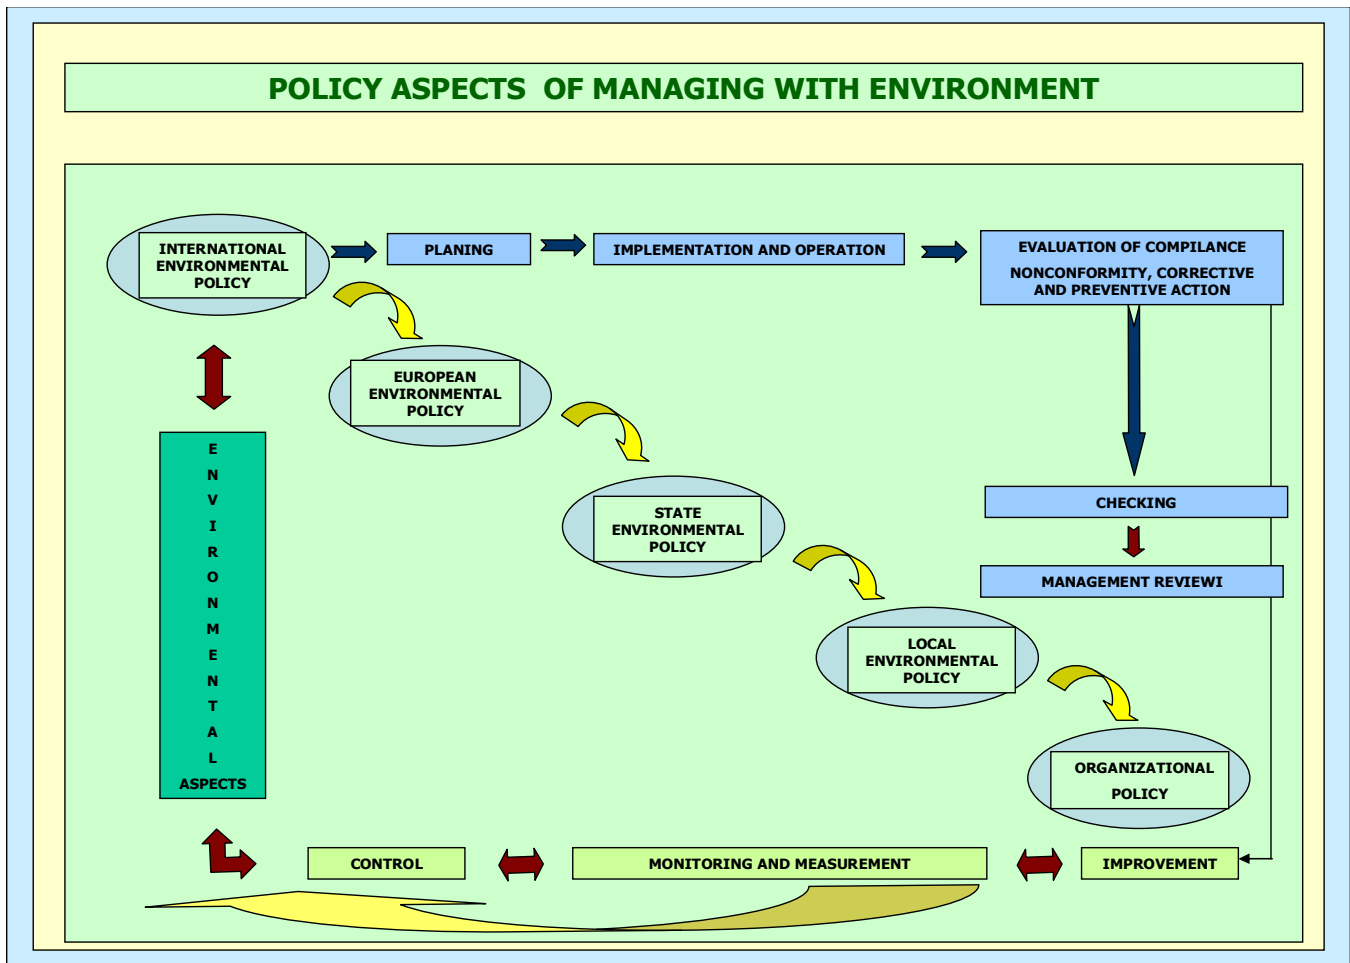 POLICY ASPECTS OF MANAGING WITH ENVIRONMENT
INTERNATIONAL
ENVIRONMENTAL
POLICY
PLANING
IMPLEMENTATION AND OPERATION
EVALUATION OF COMPILANCE
NONCONFORMITY, CORRECTIVE
AND PREVENTIVE ACTION
EUROPEAN
ENVIRONMENTAL
POLICY
E
N
V
I
R
O
N
M
E
N
T
A
L
ASPECTS
STATE
ENVIRONMENTAL
POLICY
CHECKING
MANAGEMENT REVIEWI
LOCAL
ENVIRONMENTAL
POLICY
ORGANIZATIONAL
POLICY
CONTROL
MONITORING AND MEASUREMENT
IMPROVEMENT